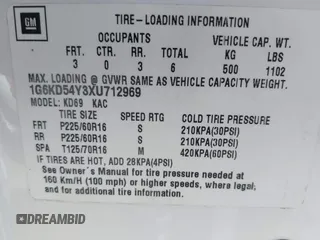 GM
TIRE-LOADING INFORMATION
OCCUPANTS VEHICLE CAP. WT.
FRT CTR RR TOTAL KG LBS
3 0 3 6 500 1102
MAX. LOADING @ GVWR SAME AS VEHICLE CAPACITY WEIGHT.
1G6KD54Y3XU712969
MODEL: KD69 KAC
TIRE SIZE SPEED RTG COLD TIRE PRESSURE
FRT P225/60R16 S 210KPA(30PSI)
RR P225/60R16 S 210KPA(30PSI)
SPA T125/70R16 M 420KPA(60PSI)
IF TIRES ARE HOT, ADD 28KPA(4PSI)
See Owner's Manual for tire pressure needed at
160 Km/H (100 mph) or higher speeds, where legal,
and for additional tire information.
DREAMBID